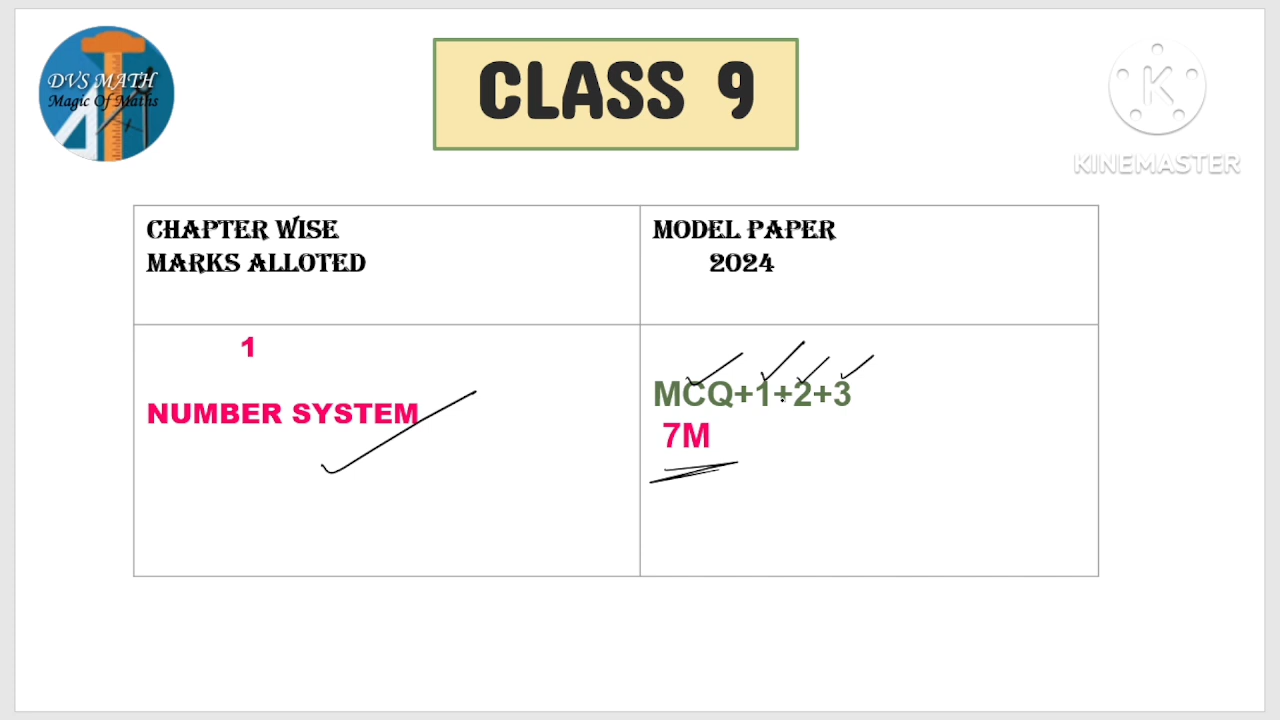 DVS MATH
Magic Of Maths
CLASS 9
K
KINEMASTER
CHAPTER WISE
MARKS ALLOTED
MODEL PAPER
2024
1
NUMBER SYSTEM
MCQ+1+2+3
7M